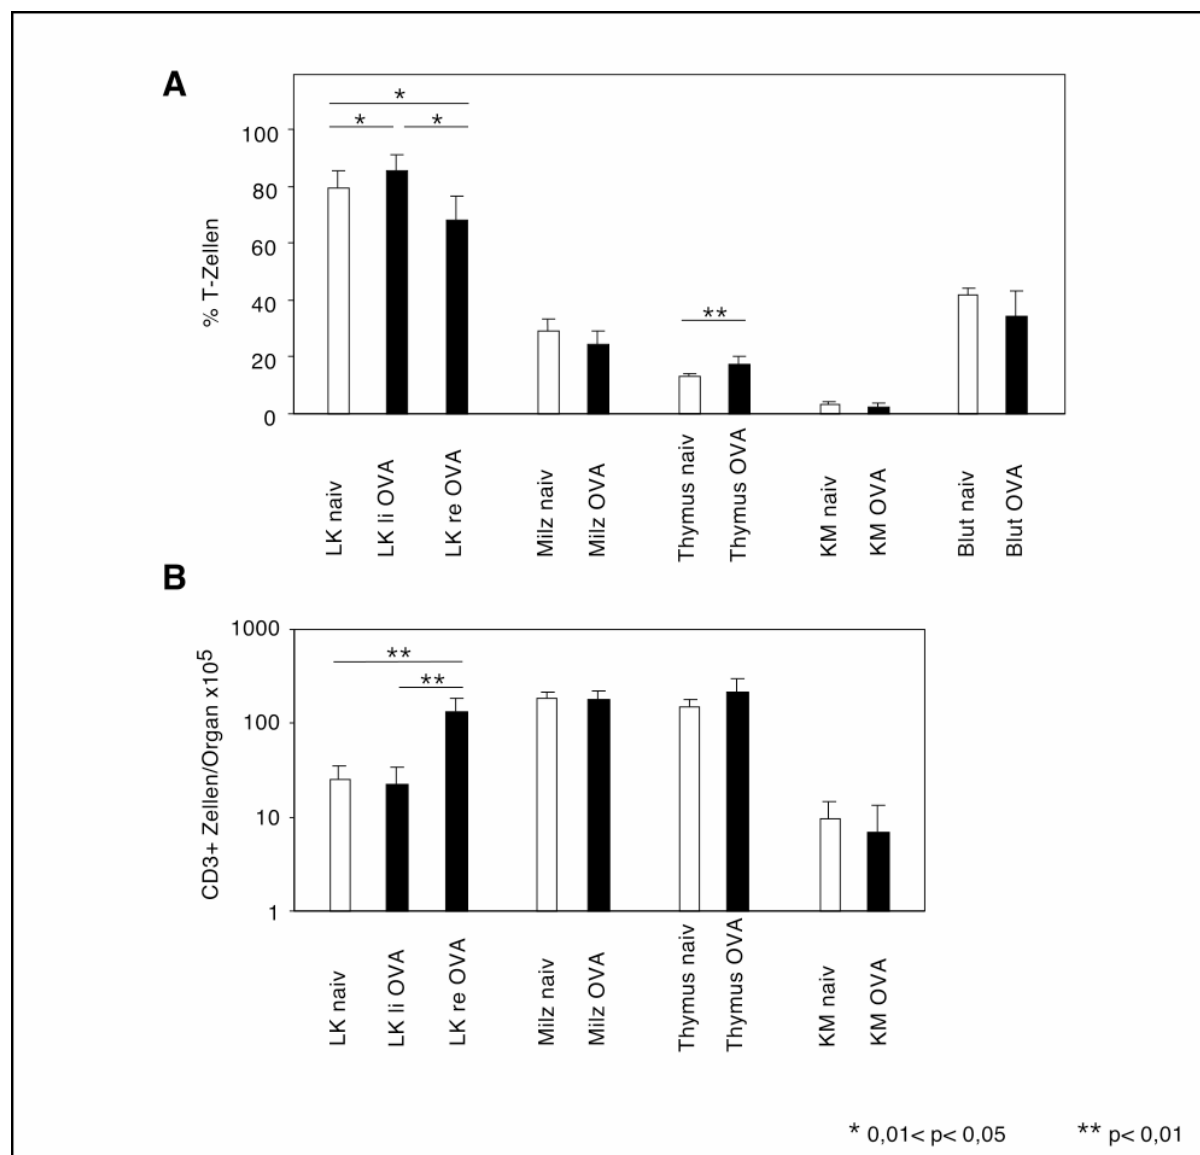 A
*
*
*
100
80
60
40
20
0
% T-Zellen
**
LK naiv
LK li OVA
LK re OVA
Milz naiv
Milz OVA
Thymus naiv
Thymus OVA
KM naiv
KM OVA
Blut naiv
Blut OVA
B
1000
100
10
1
CD3+ Zellen/Organ x10⁵
**
**
LK naiv
LK li OVA
LK re OVA
Milz naiv
Milz OVA
Thymus naiv
Thymus OVA
KM naiv
KM OVA
* 0,01< p< 0,05 ** p< 0,01